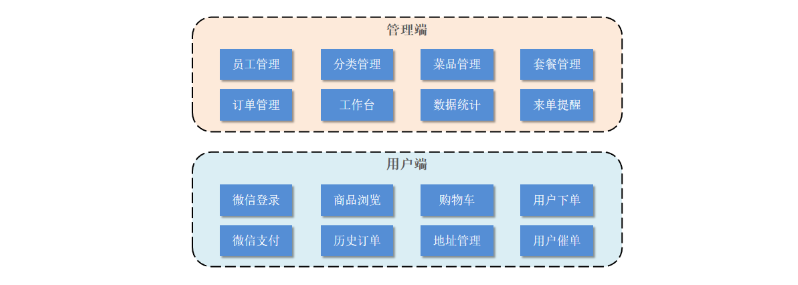 管理端
员工管理 分类管理 菜品管理 套餐管理
订单管理 工作台 数据统计 来单提醒
用户端
微信登录 商品浏览 购物车 用户下单
微信支付 历史订单 地址管理 用户催单